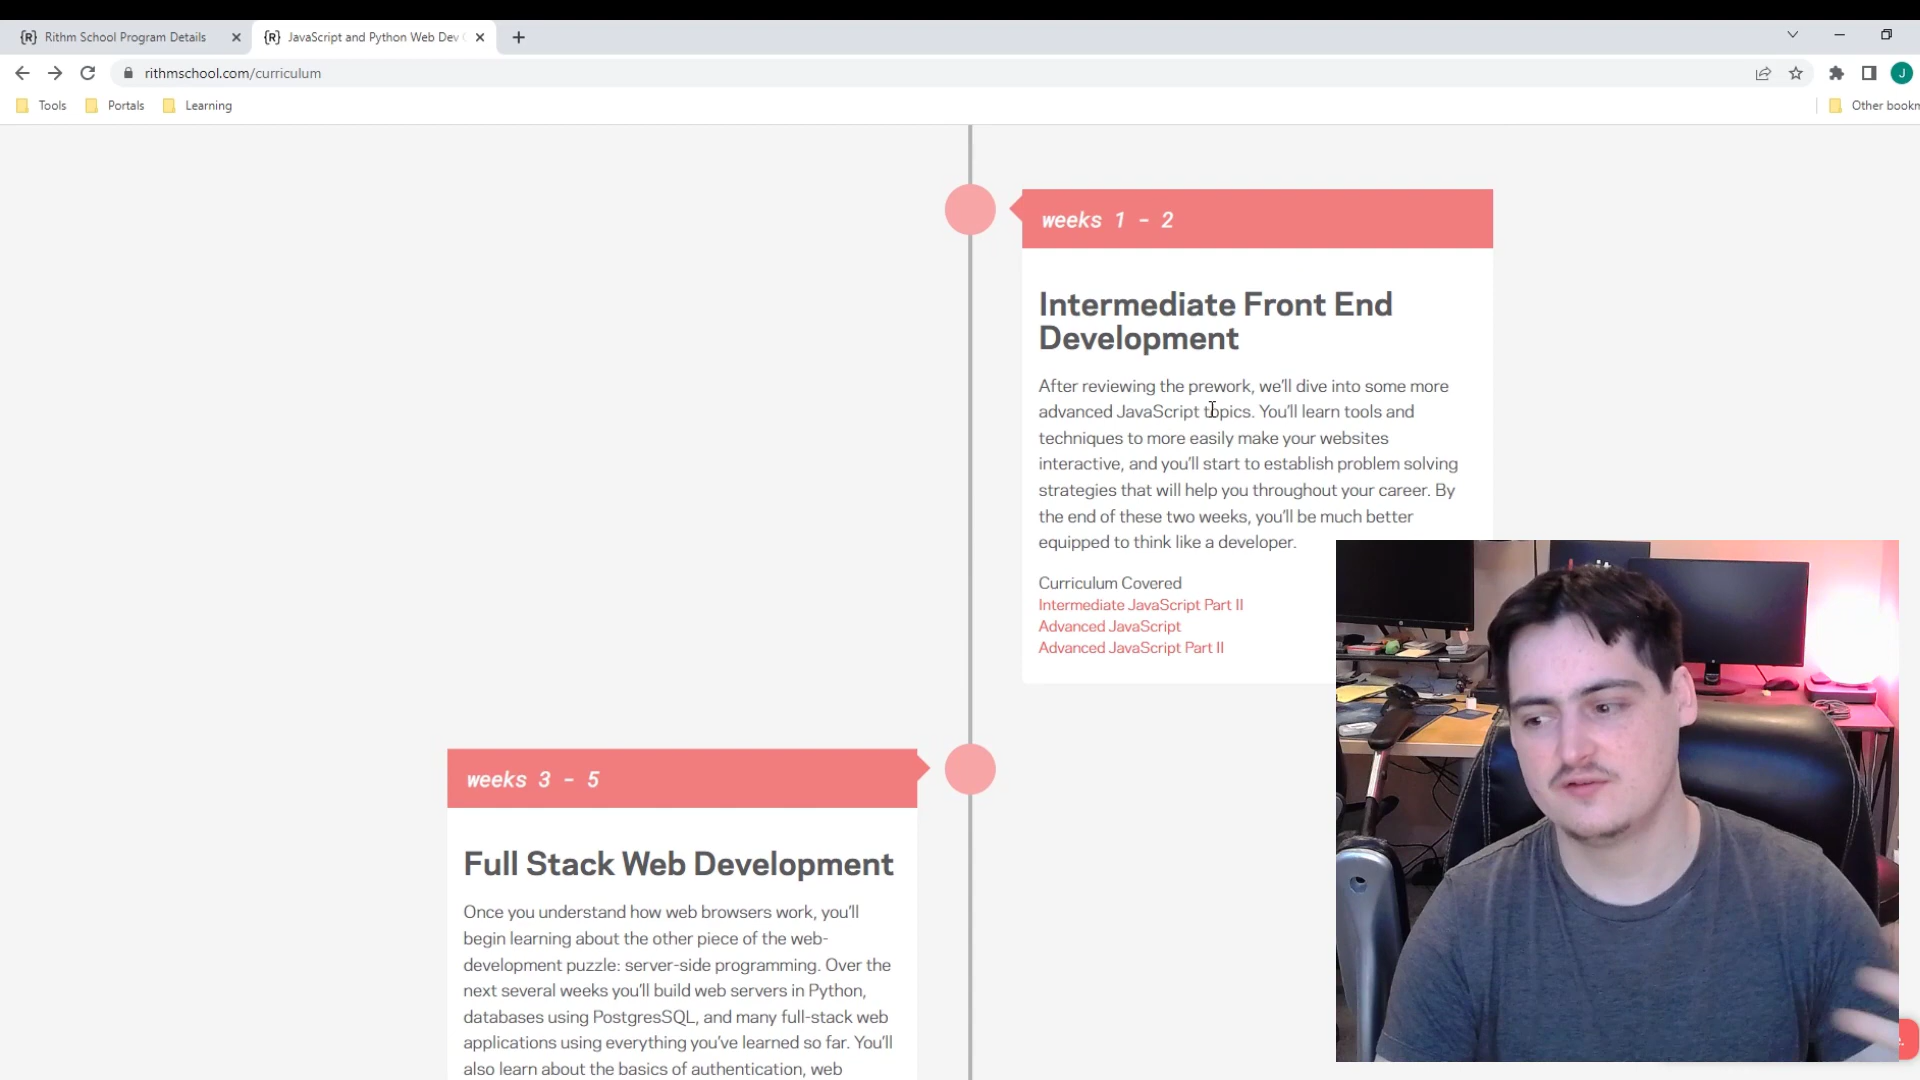 {R} Rithm School Program Details
{R} JavaScript and Python Web Dev
rithmschool.com/curriculum
J
Tools Portals Learning
Other bookm
weeks 1 - 2
Intermediate Front End
Development
After reviewing the prework, we'll dive into some more
advanced JavaScript topics. You'll learn tools and
techniques to more easily make your websites
interactive, and you'll start to establish problem solving
strategies that will help you throughout your career. By
the end of these two weeks, you'll be much better
equipped to think like a developer.
Curriculum Covered
Intermediate JavaScript Part II
Advanced JavaScript
Advanced JavaScript Part II
weeks 3 - 5
Full Stack Web Development
Once you understand how web browsers work, you'll
begin learning about the other piece of the web-
development puzzle: server-side programming. Over the
next several weeks you'll build web servers in Python,
databases using PostgresSQL, and many full-stack web
applications using everything you've learned so far. You'll
also learn about the basics of authentication, web